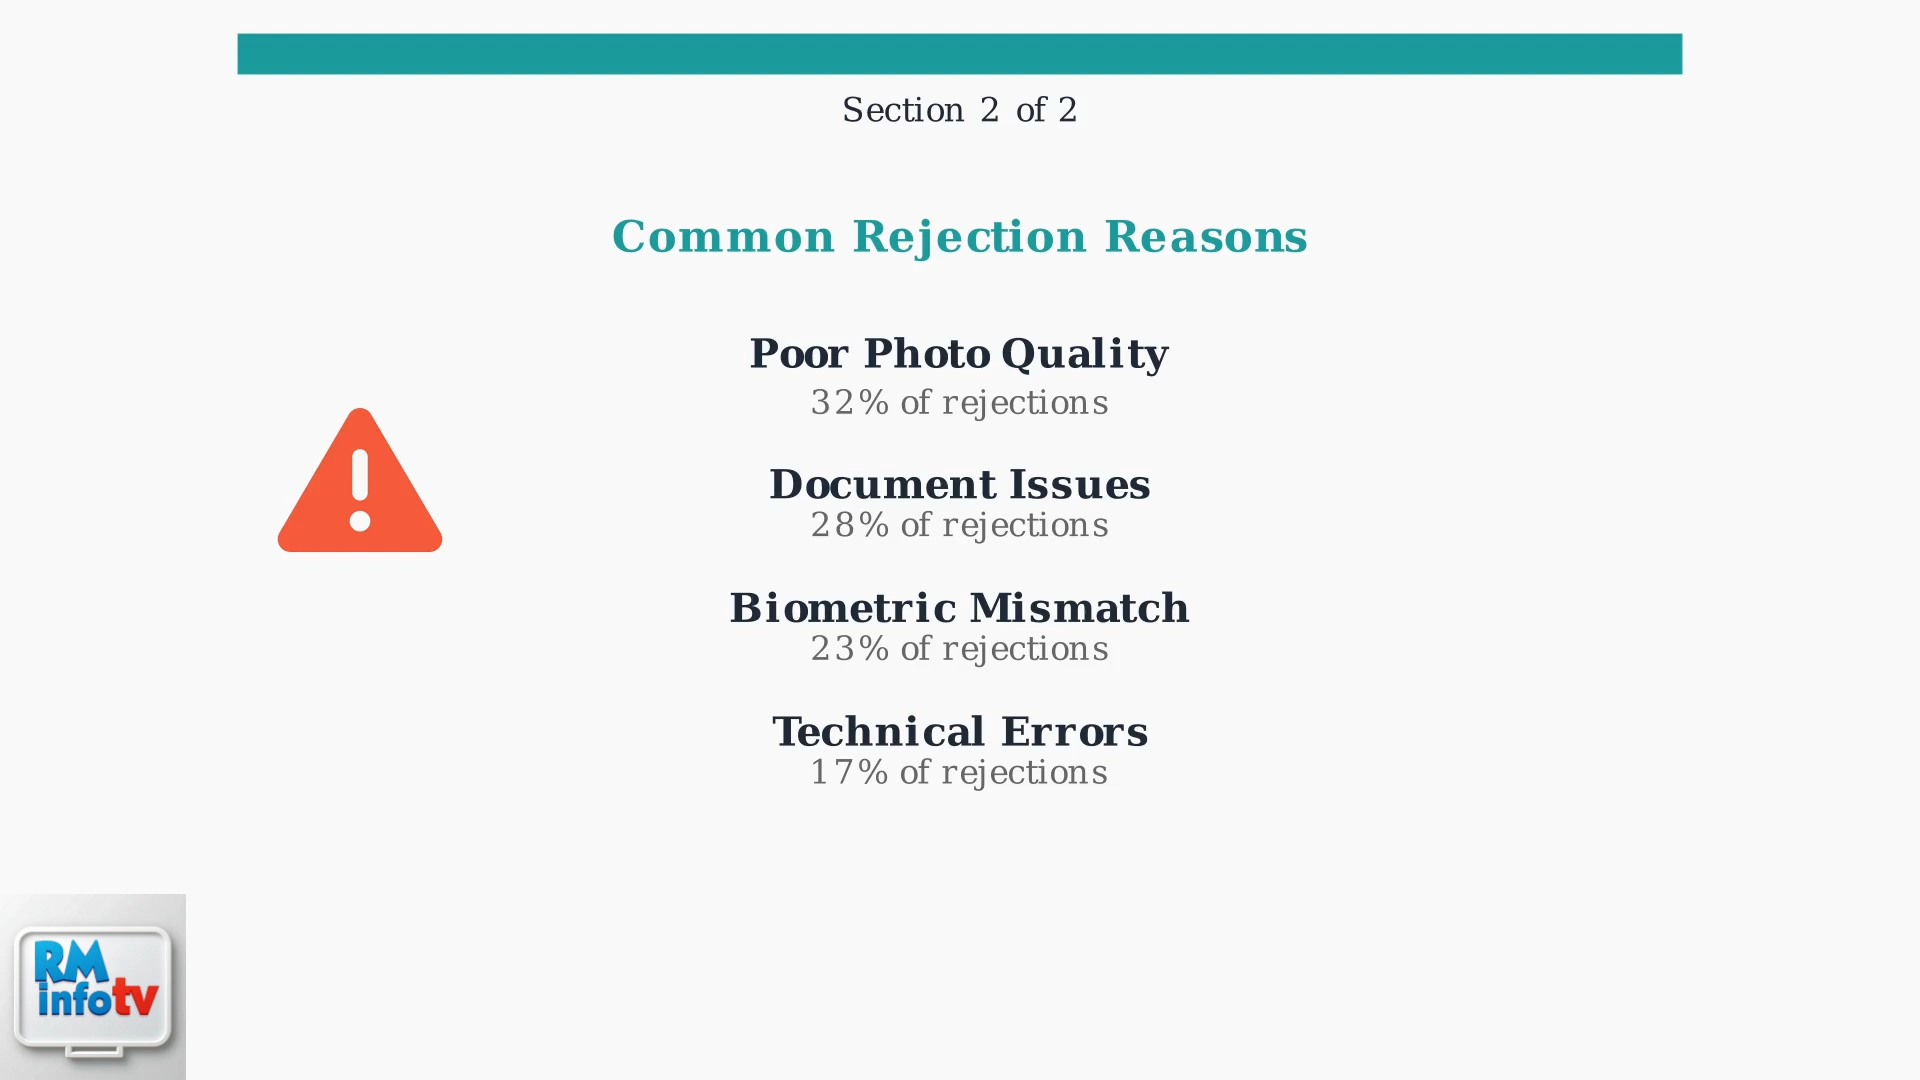 Section 2 of 2
Common Rejection Reasons
Poor Photo Quality
32% of rejections
Document Issues
28% of rejections
Biometric Mismatch
23% of rejections
Technical Errors
17% of rejections
RM
infotv